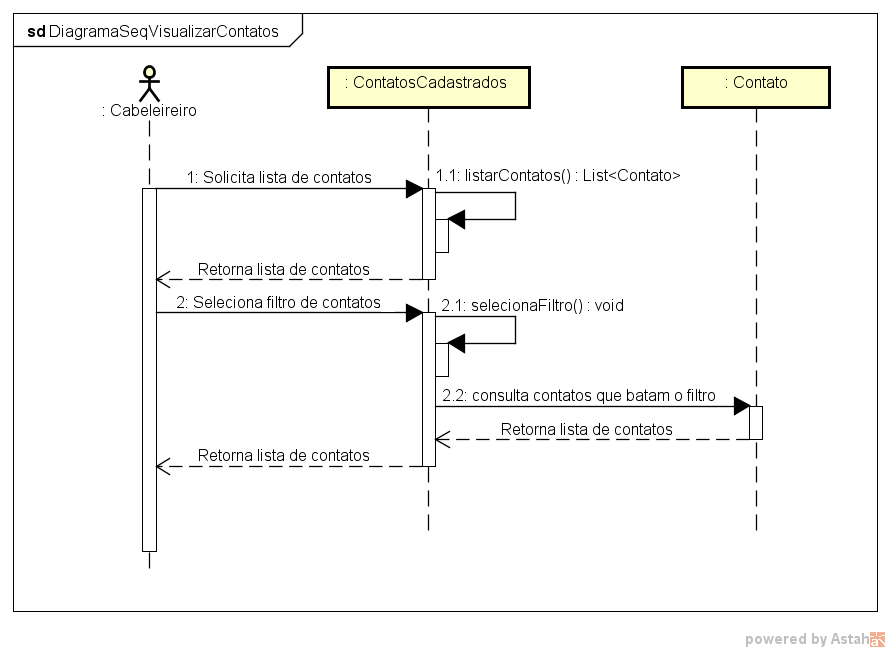 sd DiagramaSeqVisualizarContatos
: Cabeleireiro
: ContatosCadastrados
: Contato
1: Solicita lista de contatos
1.1: listarContatos() : List<Contato>
Retorna lista de contatos
2: Seleciona filtro de contatos
2.1: selecionaFiltro() : void
2.2: consulta contatos que batam o filtro
Retorna lista de contatos
Retorna lista de contatos
powered by Astah